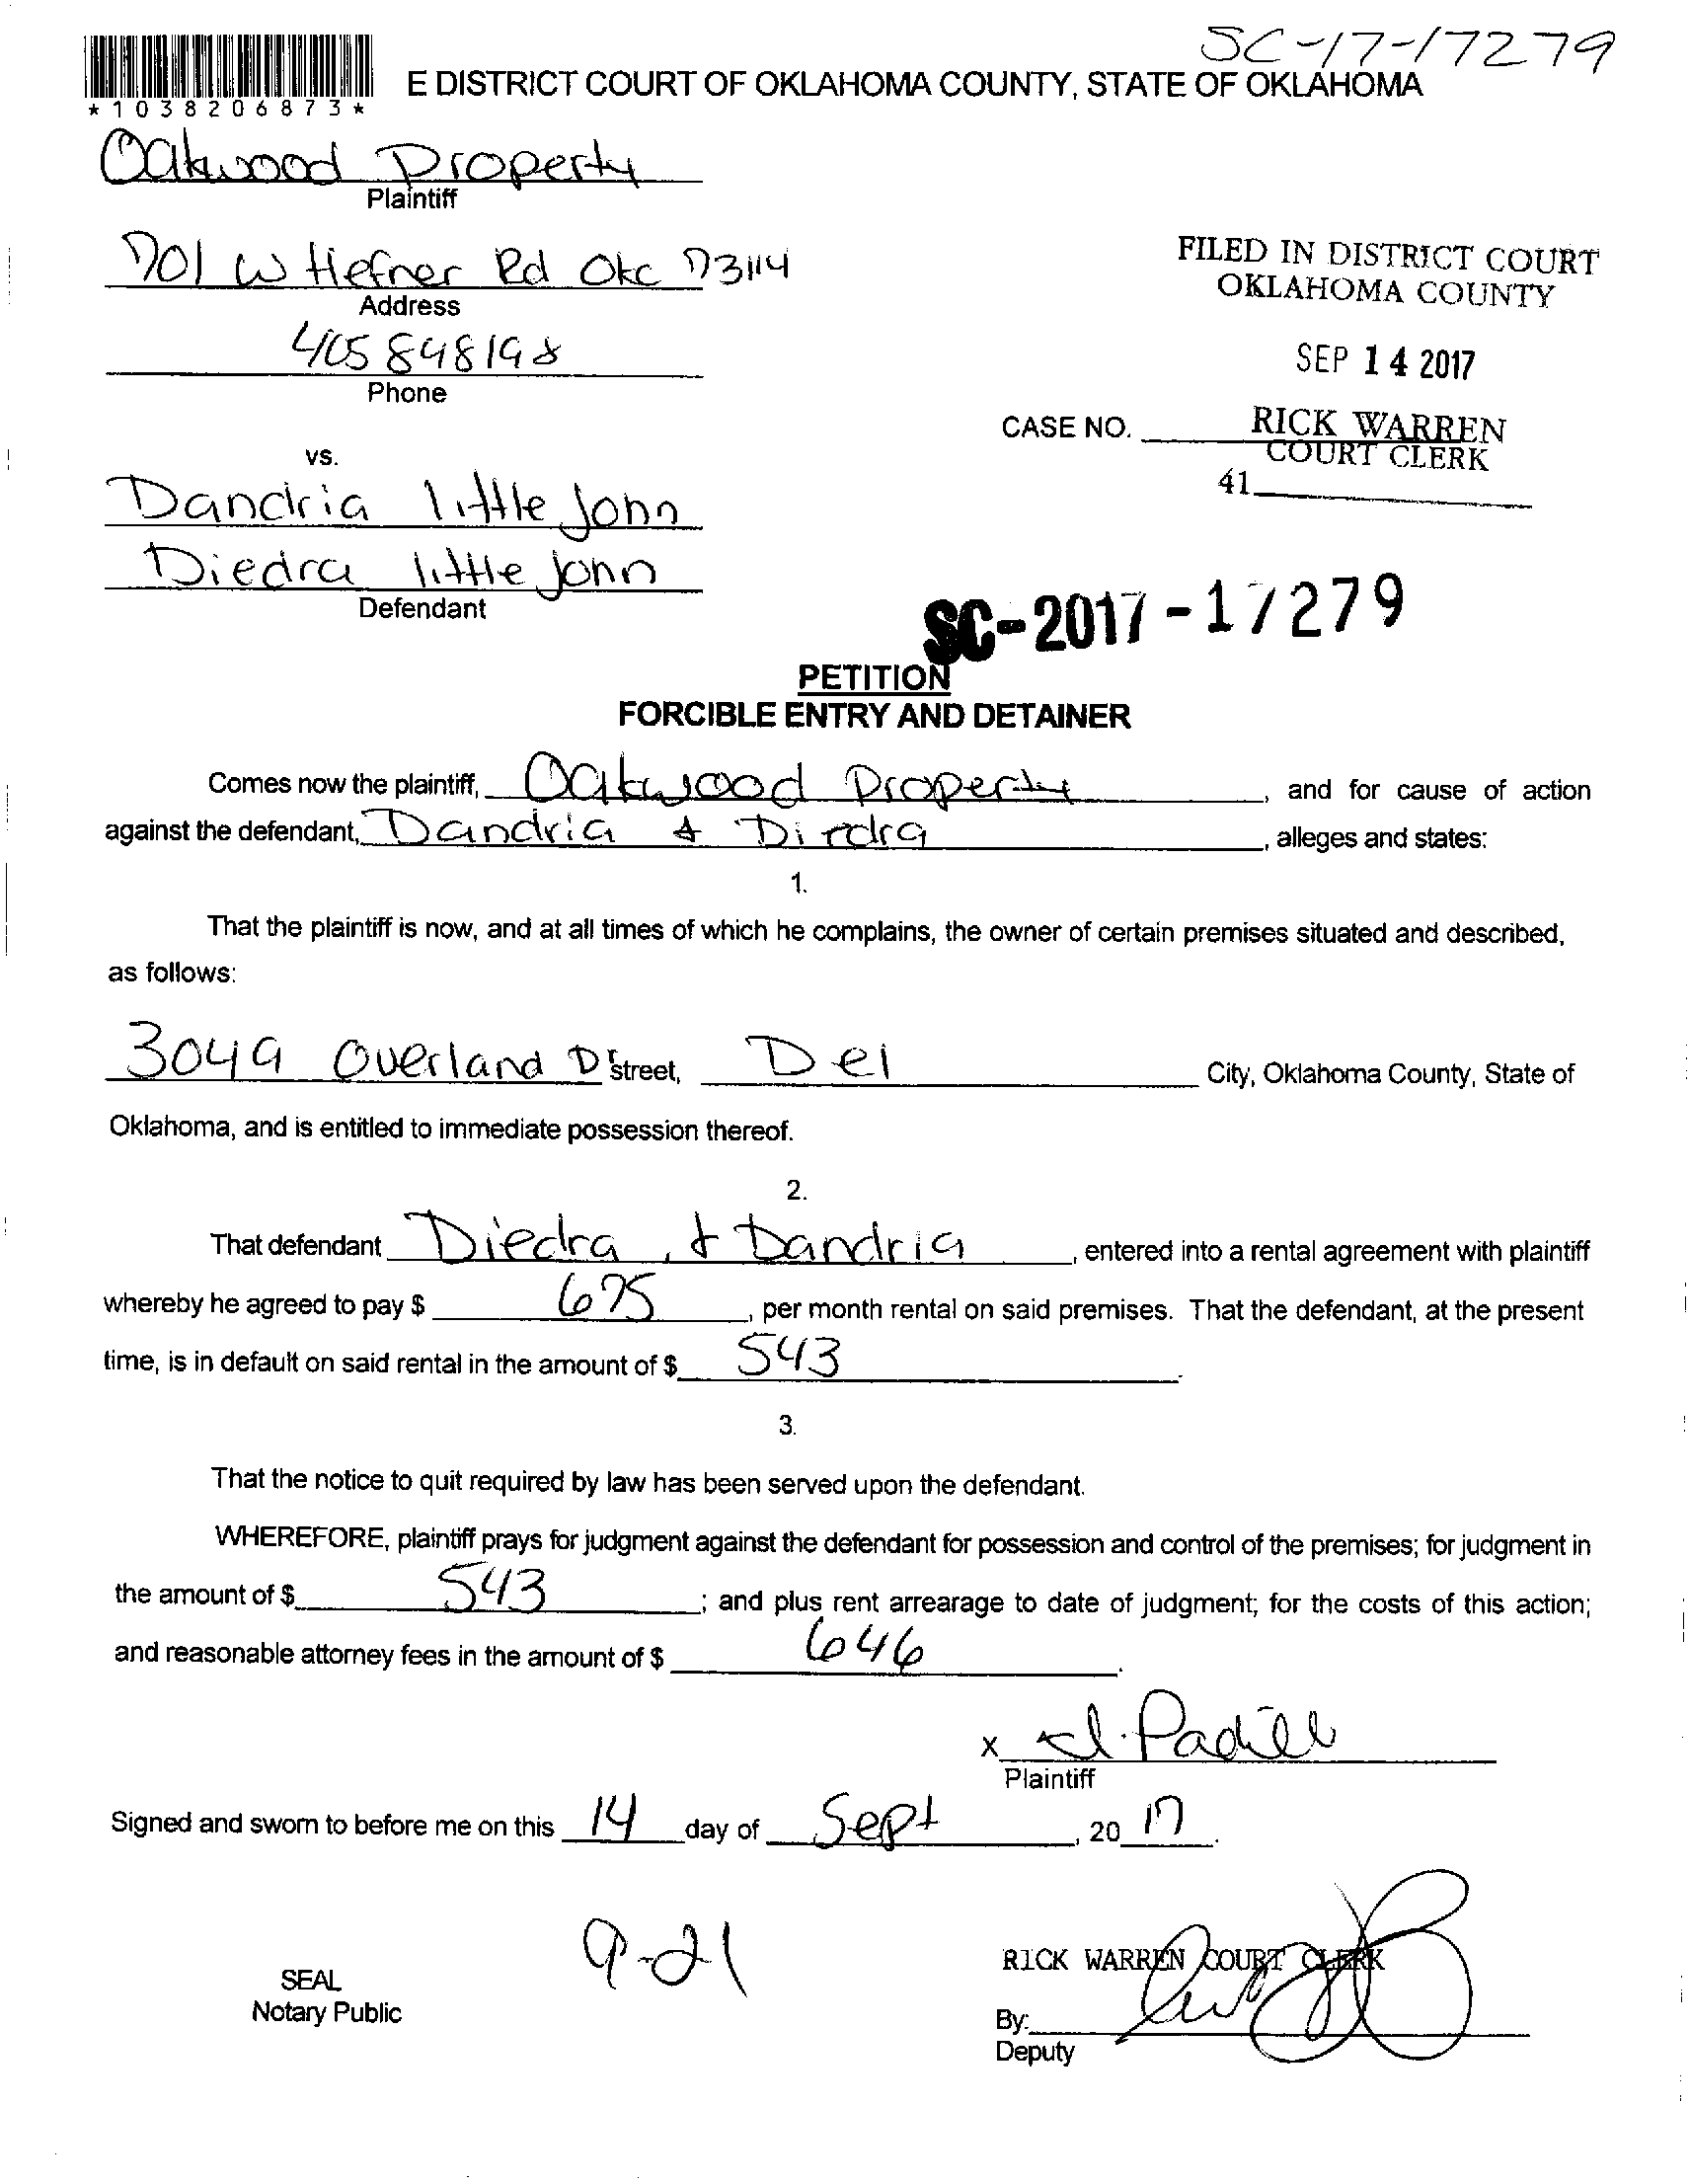 SC-17-17279
E DISTRICT COURT OF OKLAHOMA COUNTY, STATE OF OKLAHOMA
*1038206873*
Oakwood Property
Plaintiff
701 W Hefner Rd Okc 73114
Address
405 8488198
Phone
FILED IN DISTRICT COURT
OKLAHOMA COUNTY
SEP 14 2017
RICK WARREN
COURT CLERK
41
CASE NO.
vs.
Dandria little John
Diedra little John
Defendant
SC-2017-17279
PETITION
FORCIBLE ENTRY AND DETAINER
Comes now the plaintiff, Oakwood Property, and for cause of action
against the defendant, Dandria & Diedra, alleges and states:
1.
That the plaintiff is now, and at all times of which he complains, the owner of certain premises situated and described,
as follows:
3049 Overland Dr Street, Del City, Oklahoma County, State of
Oklahoma, and is entitled to immediate possession thereof.
2.
That defendant Diedra, & Dandria, entered into a rental agreement with plaintiff
whereby he agreed to pay $ 675, per month rental on said premises. That the defendant, at the present
time, is in default on said rental in the amount of $ 543.
3.
That the notice to quit required by law has been served upon the defendant.
WHEREFORE, plaintiff prays for judgment against the defendant for possession and control of the premises; for judgment in
the amount of $ 543; and plus rent arrearage to date of judgment; for the costs of this action;
and reasonable attorney fees in the amount of $ 646.
x
Plaintiff
Signed and sworn to before me on this 14 day of Sept, 20 17.
9-21
SEAL
Notary Public
RICK WARREN COURT CLERK
By:
Deputy